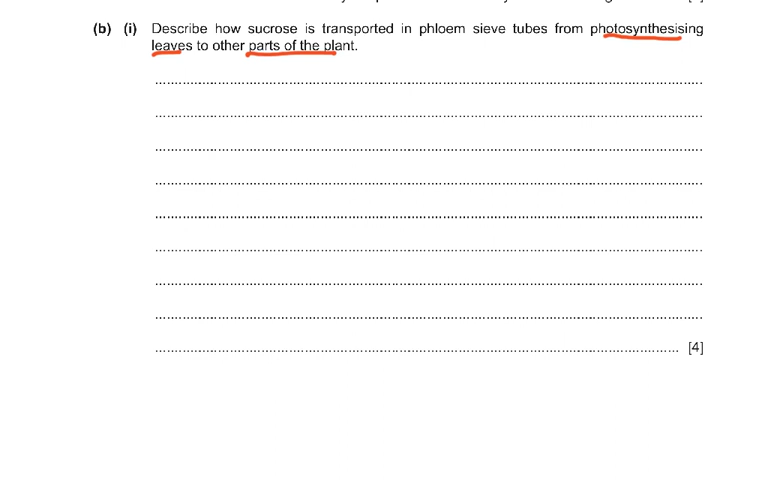 (b) (i) Describe how sucrose is transported in phloem sieve tubes from photosynthesising
leaves to other parts of the plant.
[4]